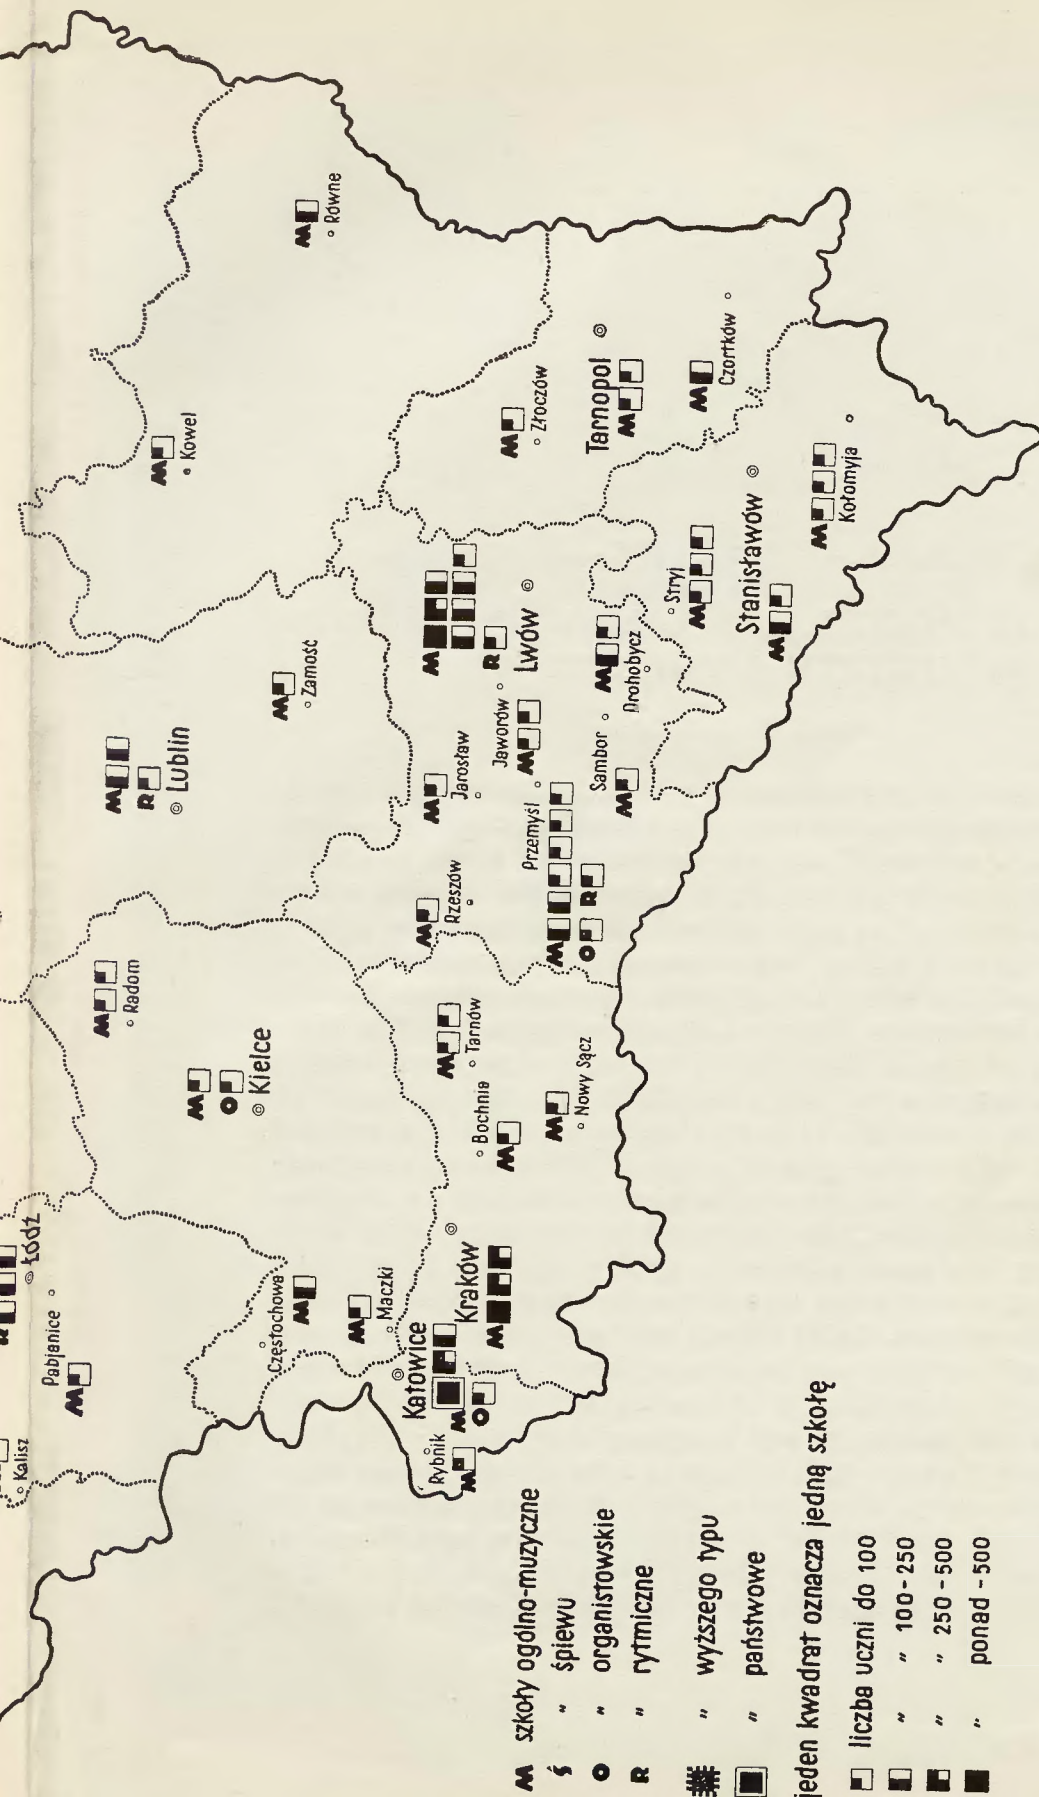 Kalisz
R
Łódź
Pabjanice
M
M
Radom
M
R
Lublin
M
Kowel
M
O
Kielce
Częstochowa
M
M
Zamość
M
Równe
M
Maczki
Rybnik
M
Katowice
M
O
Kraków
M
M
Tarnów
Bochnia
M
M
Rzeszów
M
Jarosław
M
R
Lwów
Jaworów
M
M
Złoczów
M
Nowy Sącz
Przemyśl
M
O R
Sambor
M
M
Drohobycz
Tarnopol
M
Stryj
M
M
Czortków
Stanisławów
M
M
Kołomyja
M szkoły ogólno-muzyczne
ś „ śpiewu
O „ organistowskie
R „ rytmiczne
„ wyższego typu
„ państwowe
jeden kwadrat oznacza jedną szkołę
liczba uczni do 100
„ „ 100-250
„ „ 250-500
„ ponad - 500